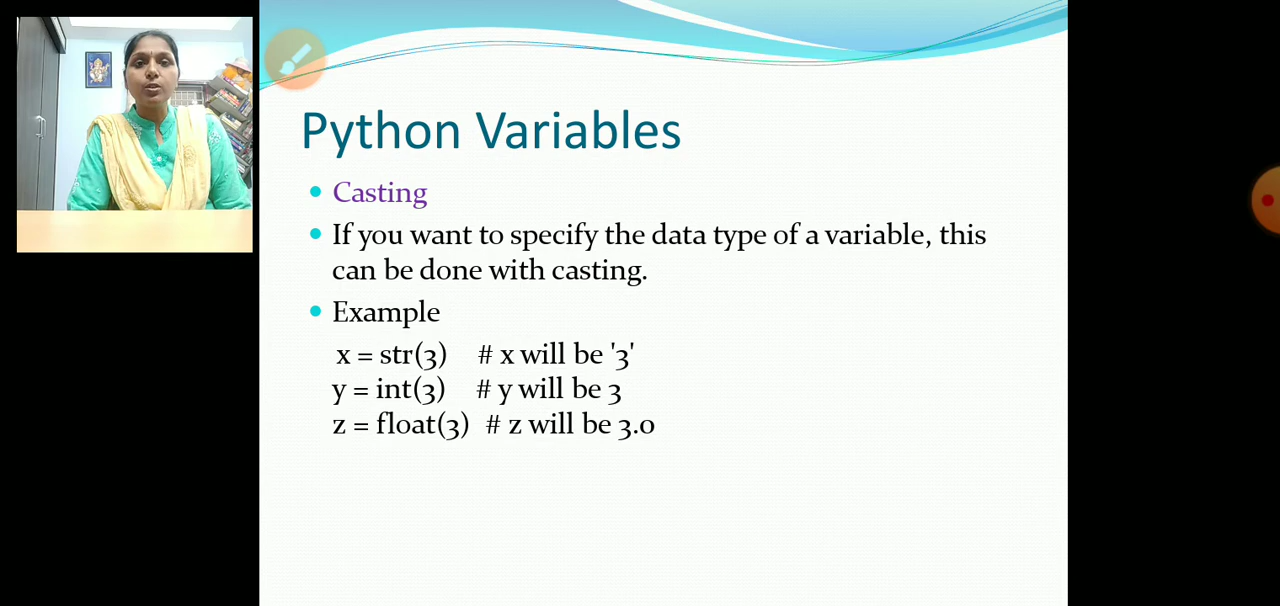 Python Variables
Casting
If you want to specify the data type of a variable, this
can be done with casting.
Example
x = str(3) # x will be '3'
y = int(3) # y will be 3
z = float(3) # z will be 3.0